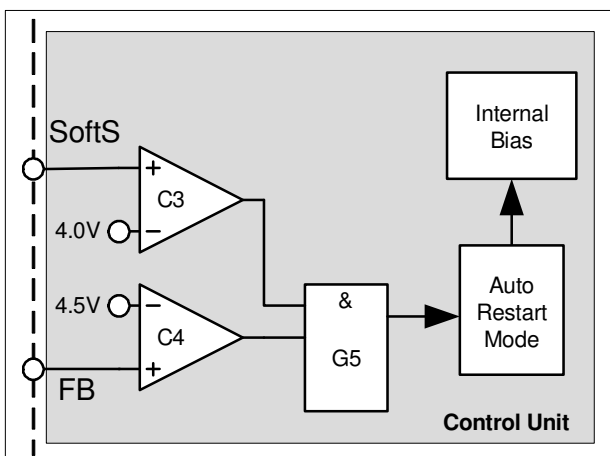 SoftS
+
C3
4.0V
−
4.5V
−
C4
+
FB
&
G5
Internal
Bias
Auto
Restart
Mode
Control Unit